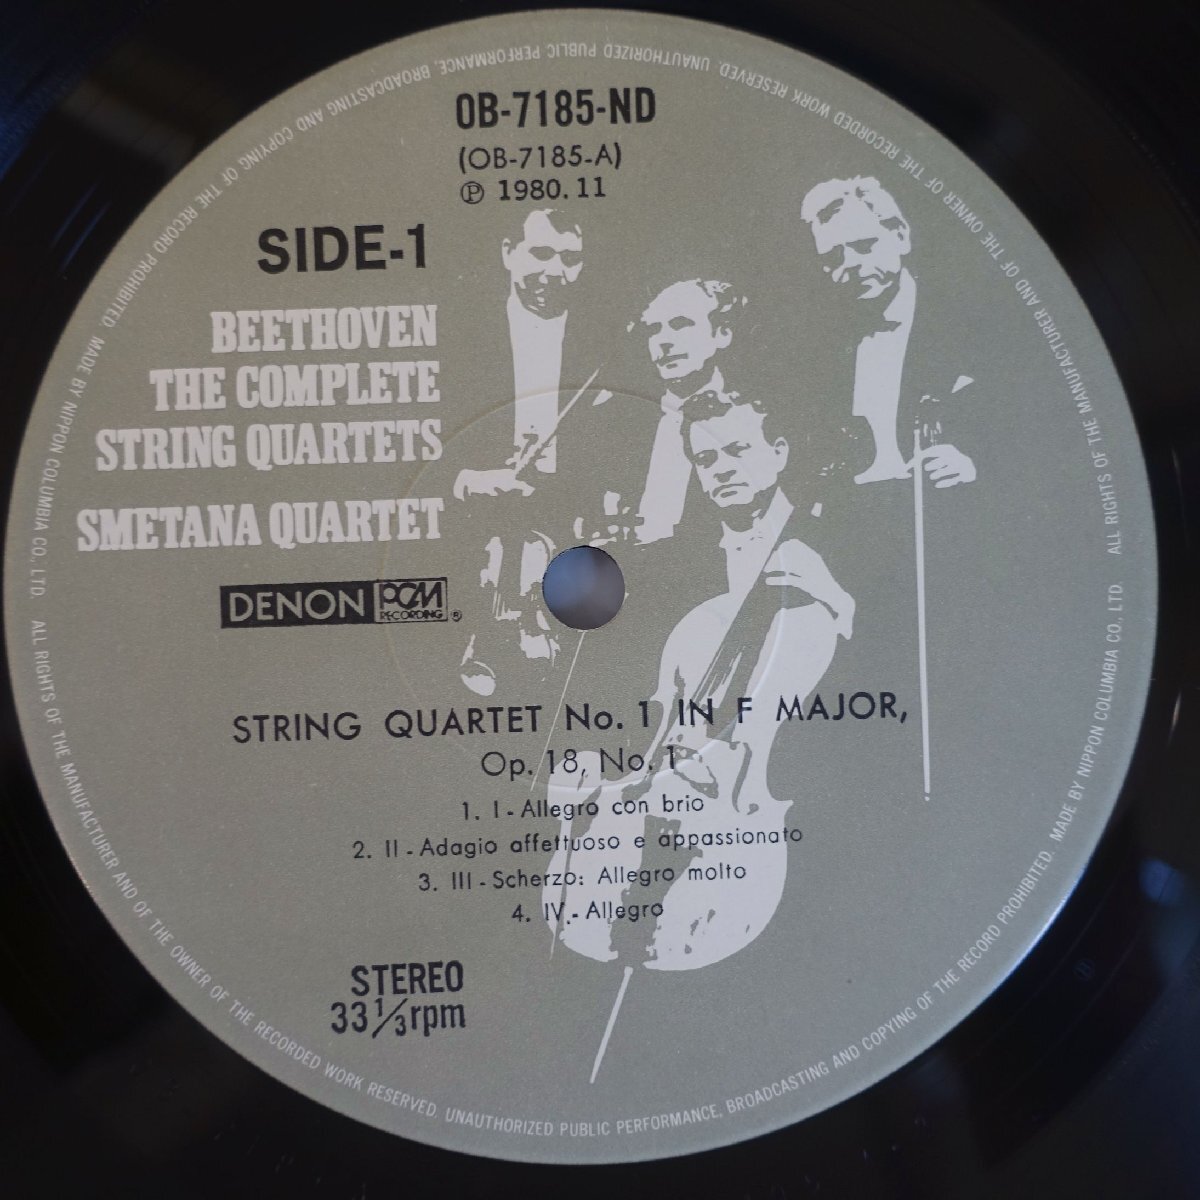 OB-7185-ND
(OB-7185-A)
Ⓟ 1980.11
SIDE-1
BEETHOVEN
THE COMPLETE
STRING QUARTETS
SMETANA QUARTET
DENON PCM RECORDING ®
STRING QUARTET No. 1 IN F MAJOR,
Op. 18, No. 1
1. I - Allegro con brio
2. II - Adagio affettuoso e appassionato
3. III - Scherzo: Allegro molto
4. IV - Allegro
STEREO
33 1/3 rpm
MADE BY NIPPON COLUMBIA CO., LTD. ALL RIGHTS OF THE MANUFACTURER AND OF THE OWNER OF THE RECORDED WORK RESERVED. UNAUTHORIZED PUBLIC PERFORMANCE, BROADCASTING AND COPYING OF THE RECORD PROHIBITED.
MADE BY NIPPON COLUMBIA CO., LTD. ALL RIGHTS OF THE MANUFACTURER AND OF THE OWNER OF THE RECORDED WORK RESERVED. UNAUTHORIZED PUBLIC PERFORMANCE, BROADCASTING AND COPYING OF THE RECORD PROHIBITED.